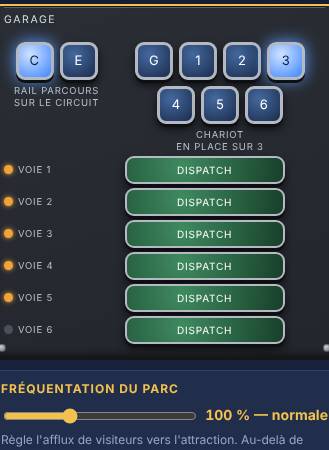 GARAGE
C E G 1 2 3
4 5 6
RAIL PARCOURS
SUR LE CIRCUIT
CHARIOT
EN PLACE SUR 3
VOIE 1 DISPATCH
VOIE 2 DISPATCH
VOIE 3 DISPATCH
VOIE 4 DISPATCH
VOIE 5 DISPATCH
VOIE 6 DISPATCH
FRÉQUENTATION DU PARC
100 % — normale
Règle l'afflux de visiteurs vers l'attraction. Au-delà de